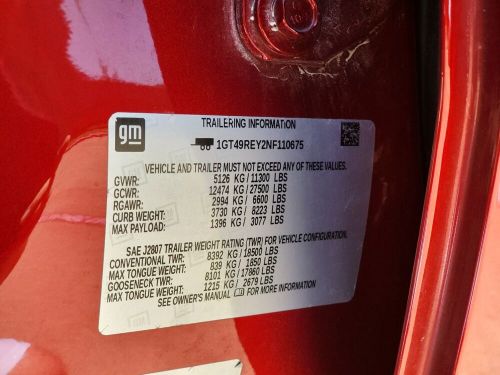 gm
TRAILERING INFORMATION
1GT49REY2NF110675
VEHICLE AND TRAILER MUST NOT EXCEED ANY OF THESE VALUES.
GVWR: 5126 KG/11300 LBS
GCWR: 12474 KG/27500 LBS
RGAWR: 2994 KG/ 6600 LBS
CURB WEIGHT: 3730 KG/ 8223 LBS
MAX PAYLOAD: 1396 KG/ 3077 LBS
SAE J2807 TRAILER WEIGHT RATING (TWR) FOR VEHICLE CONFIGURATION.
CONVENTIONAL TWR: 8392 KG/18500 LBS
MAX TONGUE WEIGHT: 839 KG/ 1850 LBS
GOOSENECK TWR: 8101 KG/17860 LBS
MAX TONGUE WEIGHT: 1215 KG/ 2679 LBS
SEE OWNER'S MANUAL FOR MORE INFORMATION